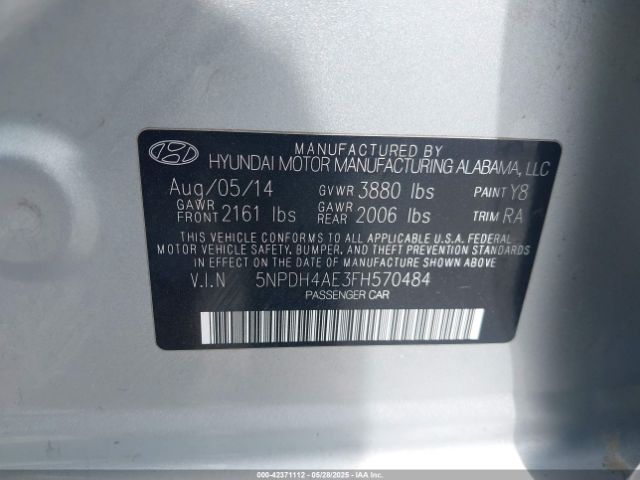 MANUFACTURED BY
HYUNDAI MOTOR MANUFACTURING ALABAMA, LLC
Aug/05/14 GVWR 3880 lbs PAINT Y8
GAWR FRONT 2161 lbs GAWR REAR 2006 lbs TRIM RA
THIS VEHICLE CONFORMS TO ALL APPLICABLE U.S.A. FEDERAL
MOTOR VEHICLE SAFETY, BUMPER, AND THEFT PREVENTION STANDARDS
IN EFFECT ON THE DATE OF MANUFACTURE SHOWN ABOVE
V.I.N 5NPDH4AE3FH570484
PASSENGER CAR
000-42371112 05/28/2025 IAAI.COM